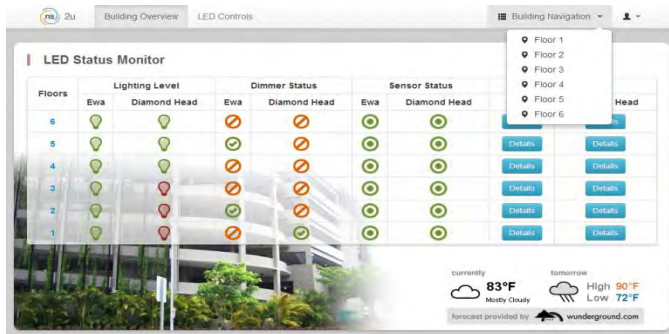 ns. 2u Building Overview LED Controls Building Navigation
Floor 1
Floor 2
Floor 3
Floor 4
Floor 5
Floor 6
LED Status Monitor
Floors Lighting Level Dimmer Status Sensor Status
Ewa Diamond Head Ewa Diamond Head Ewa Diamond Head Head
6 Details Details
5 Details Details
4 Details Details
3 Details Details
2 Details Details
1 Details Details
currently tomorrow
83°F High 90°F
Mostly Cloudy Low 72°F
forecast provided by wunderground.com